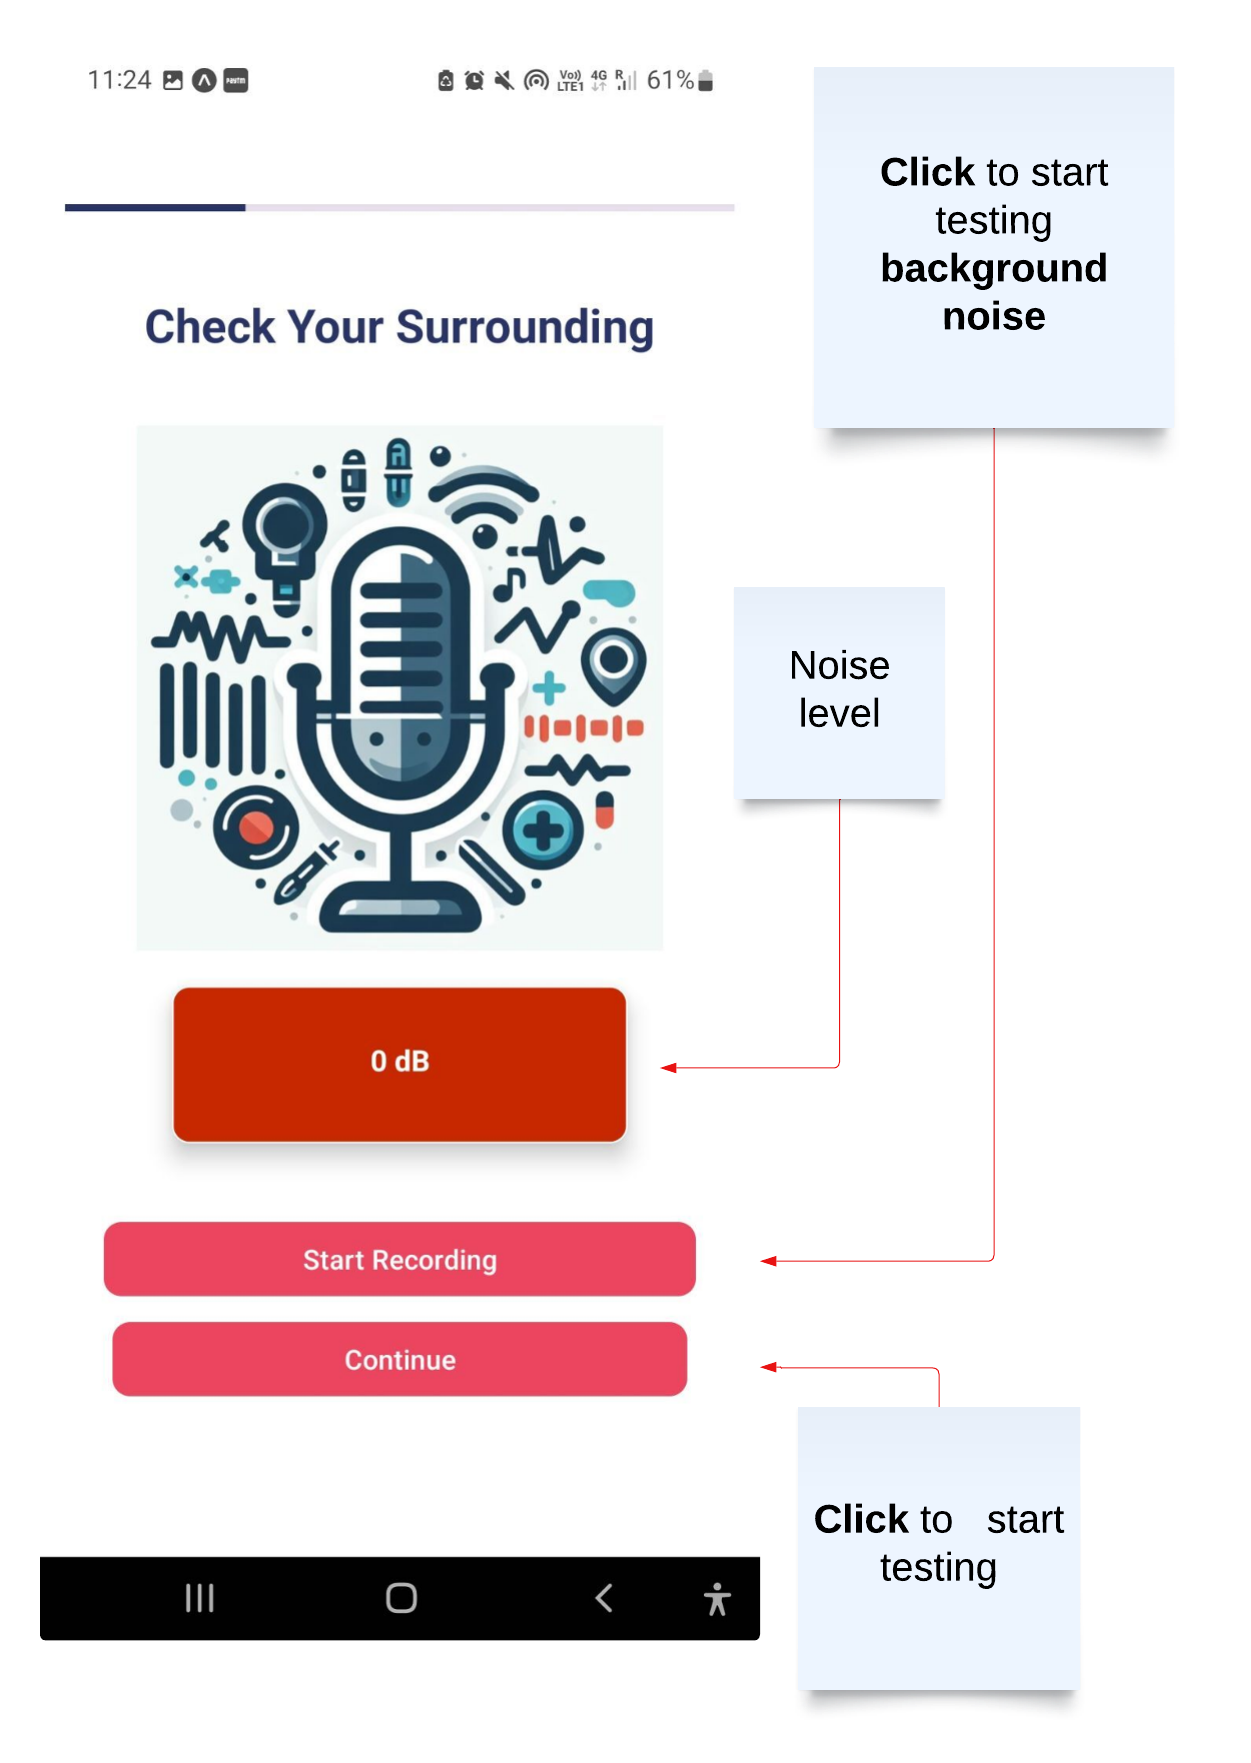 11:24
Paytm
Vo))
LTE1
4G
R
61%
Click to start
testing
background
noise
Check Your Surrounding
Noise
level
0 dB
Start Recording
Continue
Click to start
testing